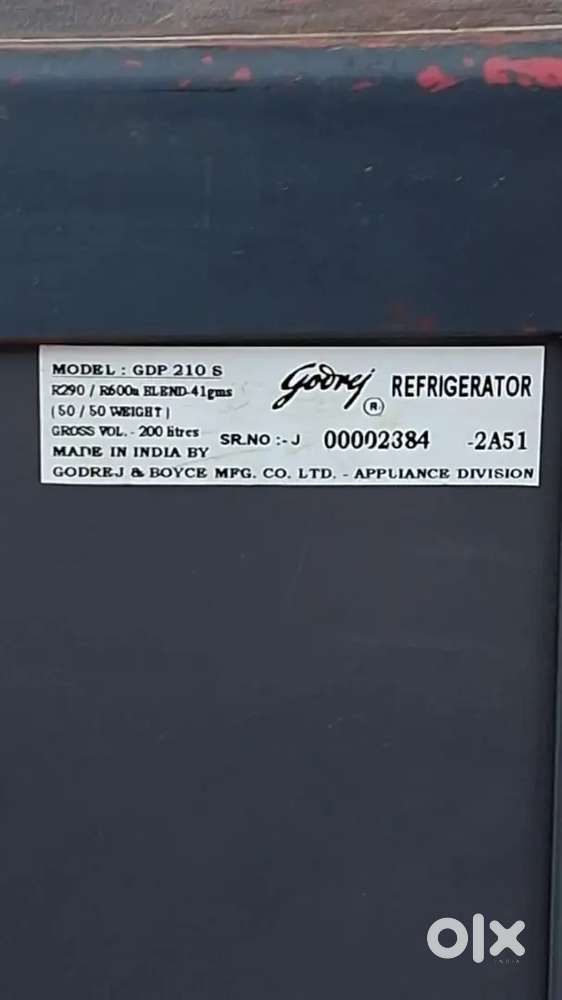 MODEL : GDP 210 S
R290 / R600a BLEND-41gms
( 50 / 50 WEIGHT )
GROSS VOL. - 200 litres
MADE IN INDIA BY
GODREJ & BOYCE MFG. CO. LTD. - APPLIANCE DIVISION
Godrej ® REFRIGERATOR
SR.NO :- J 00002384 -2A51
olx
INDIA